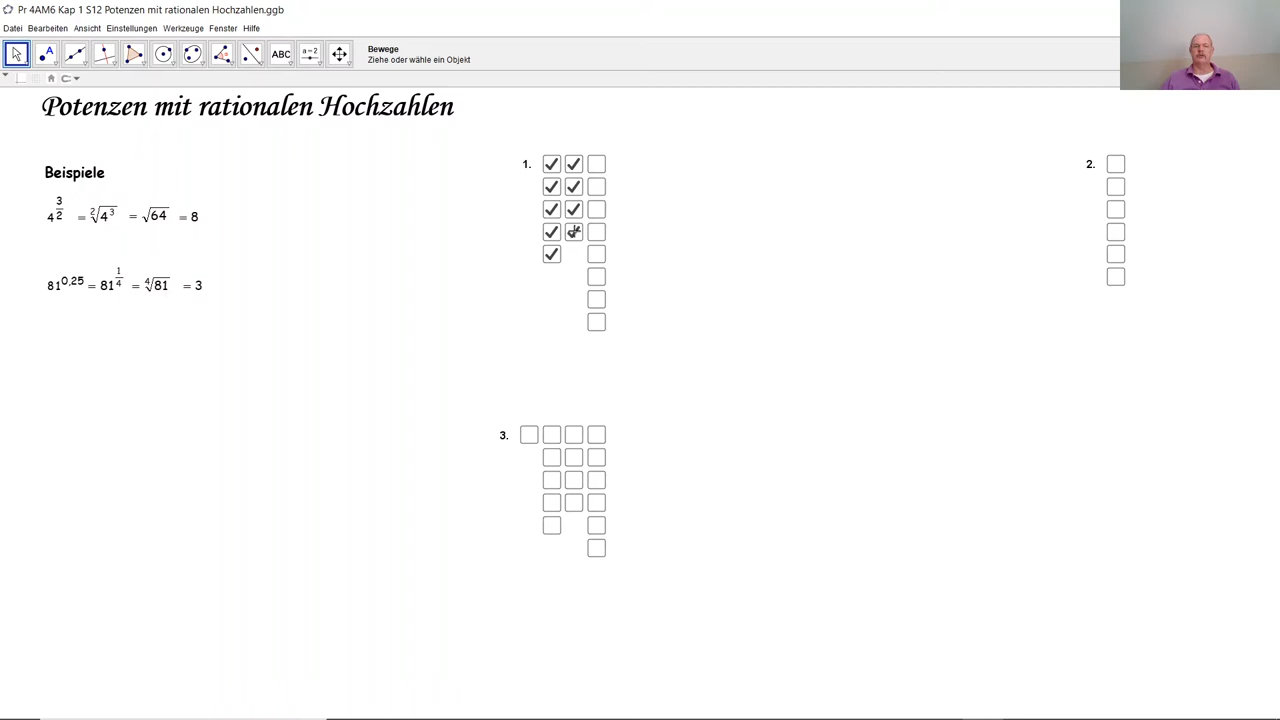 Pr 4AM6 Kap 1 S12 Potenzen mit rationalen Hochzahlen.ggb
Datei Bearbeiten Ansicht Einstellungen Werkzeuge Fenster Hilfe
A ABC a=2
Bewege
Ziehe oder wähle ein Objekt
Potenzen mit rationalen Hochzahlen
Beispiele
4^(3/2) = ²√4³ = √64 = 8
81^0,25 = 81^(1/4) = ⁴√81 = 3
1.
2.
3.